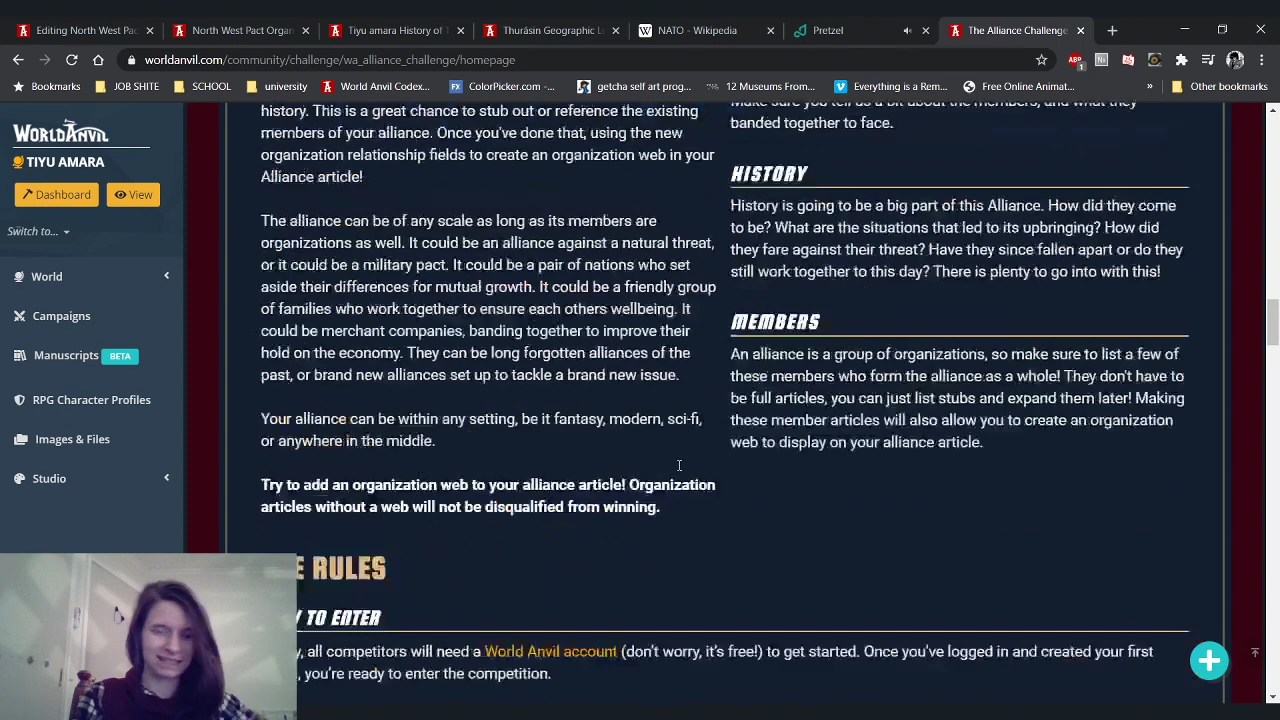 Editing North West Pac
North West Pact Organ
Tiyu amara History of T
Thurásin Geographic L
NATO - Wikipedia
Pretzel
The Alliance Challenge
worldanvil.com/community/challenge/wa_alliance_challenge/homepage
Bookmarks
JOB SHITE
SCHOOL
university
World Anvil Codex...
ColorPicker.com -...
getcha self art prog...
12 Museums From...
Everything is a Rem...
Free Online Animat...
Other bookmarks
WORLDANVIL
TIYU AMARA
Dashboard
View
Switch to...
World
Campaigns
Manuscripts BETA
RPG Character Profiles
Images & Files
Studio
history. This is a great chance to stub out or reference the existing
members of your alliance. Once you've done that, using the new
organization relationship fields to create an organization web in your
Alliance article!
The alliance can be of any scale as long as its members are
organizations as well. It could be an alliance against a natural threat,
or it could be a military pact. It could be a pair of nations who set
aside their differences for mutual growth. It could be a friendly group
of families who work together to ensure each others wellbeing. It
could be merchant companies, banding together to improve their
hold on the economy. They can be long forgotten alliances of the
past, or brand new alliances set up to tackle a brand new issue.
Your alliance can be within any setting, be it fantasy, modern, sci-fi,
or anywhere in the middle.
Try to add an organization web to your alliance article! Organization
articles without a web will not be disqualified from winning.
Make sure you tell us a bit about the members, and what they
banded together to face.
HISTORY
History is going to be a big part of this Alliance. How did they come
to be? What are the situations that led to its upbringing? How did
they fare against their threat? Have they since fallen apart or do they
still work together to this day? There is plenty to go into with this!
MEMBERS
An alliance is a group of organizations, so make sure to list a few of
these members who form the alliance as a whole! They don't have to
be full articles, you can just list stubs and expand them later! Making
these member articles will also allow you to create an organization
web to display on your alliance article.
RULES
TO ENTER
all competitors will need a World Anvil account (don't worry, it's free!) to get started. Once you've logged in and created your first
you're ready to enter the competition.